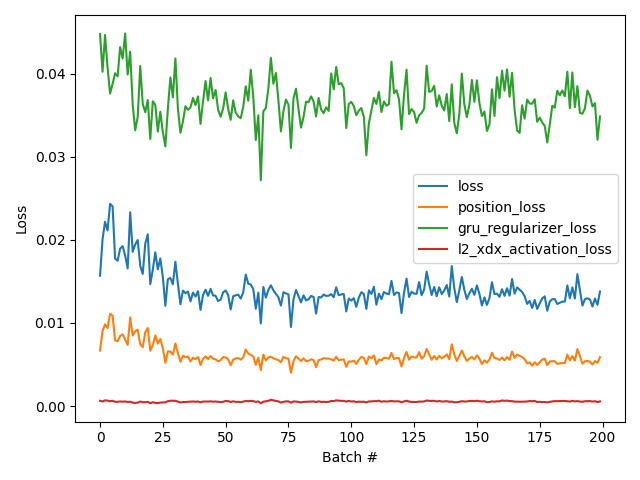 0.04
0.03
0.02
0.01
0.00
Loss
loss
position_loss
gru_regularizer_loss
l2_xdx_activation_loss
0 25 50 75 100 125 150 175 200
Batch #